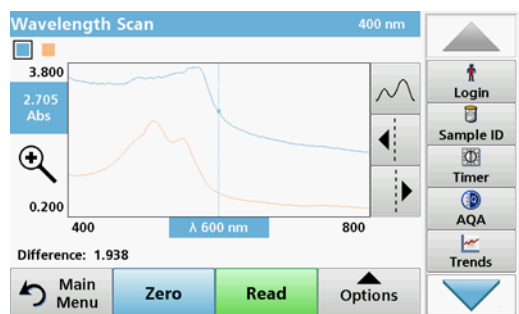 Wavelength Scan 400 nm
3.800
2.705
Abs
0.200
400 λ 600 nm 800
Difference: 1.938
Main
Menu
Zero
Read
Options
Login
Sample ID
Timer
AQA
Trends